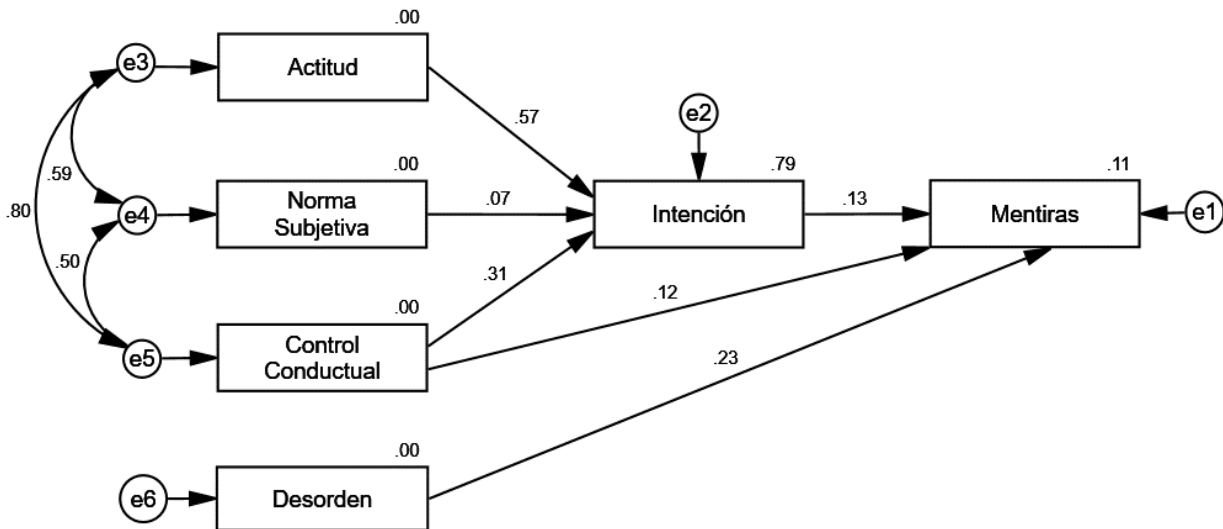 .00
e3
Actitud
.57
e2
.59
.00
.79
.11
.80
e4
Norma
Subjetiva
.07
Intención
.13
Mentiras
e1
.50
.31
.00
.12
e5
Control
Conductual
.23
.00
e6
Desorden